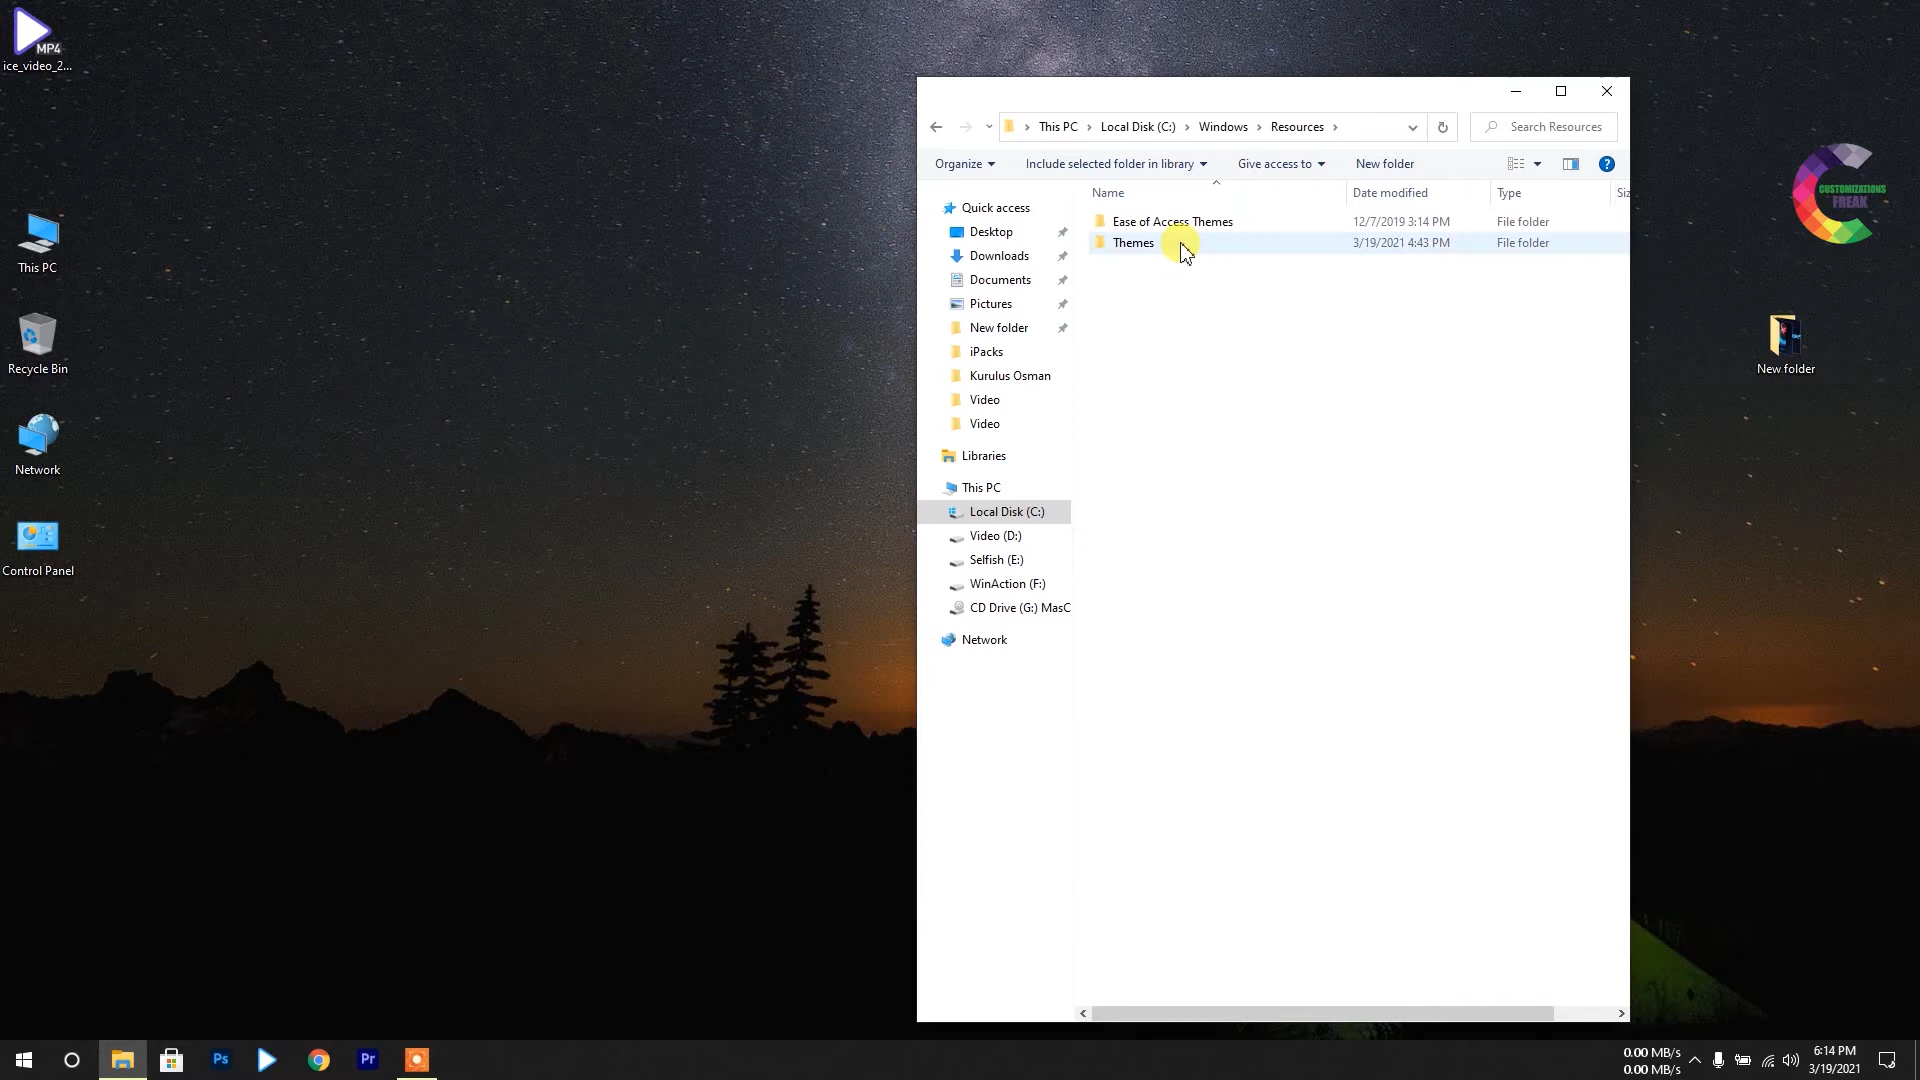 MP4
ice_video_2...
This PC
Recycle Bin
Network
Control Panel
This PC
Local Disk (C:)
Windows
Resources
Search Resources
Organize
Include selected folder in library
Give access to
New folder
?
Name
Date modified
Type
Siz
Quick access
Desktop
Downloads
Documents
Pictures
New folder
iPacks
Kurulus Osman
Video
Video
Libraries
This PC
Local Disk (C:)
Video (D:)
Selfish (E:)
WinAction (F:)
CD Drive (G:) MasC
Network
Ease of Access Themes
12/7/2019 3:14 PM
File folder
Themes
3/19/2021 4:43 PM
File folder
CUSTOMIZATIONS
FREAK
New folder
Ps
Pr
0.00 MB/s
0.00 MB/s
6:14 PM
3/19/2021